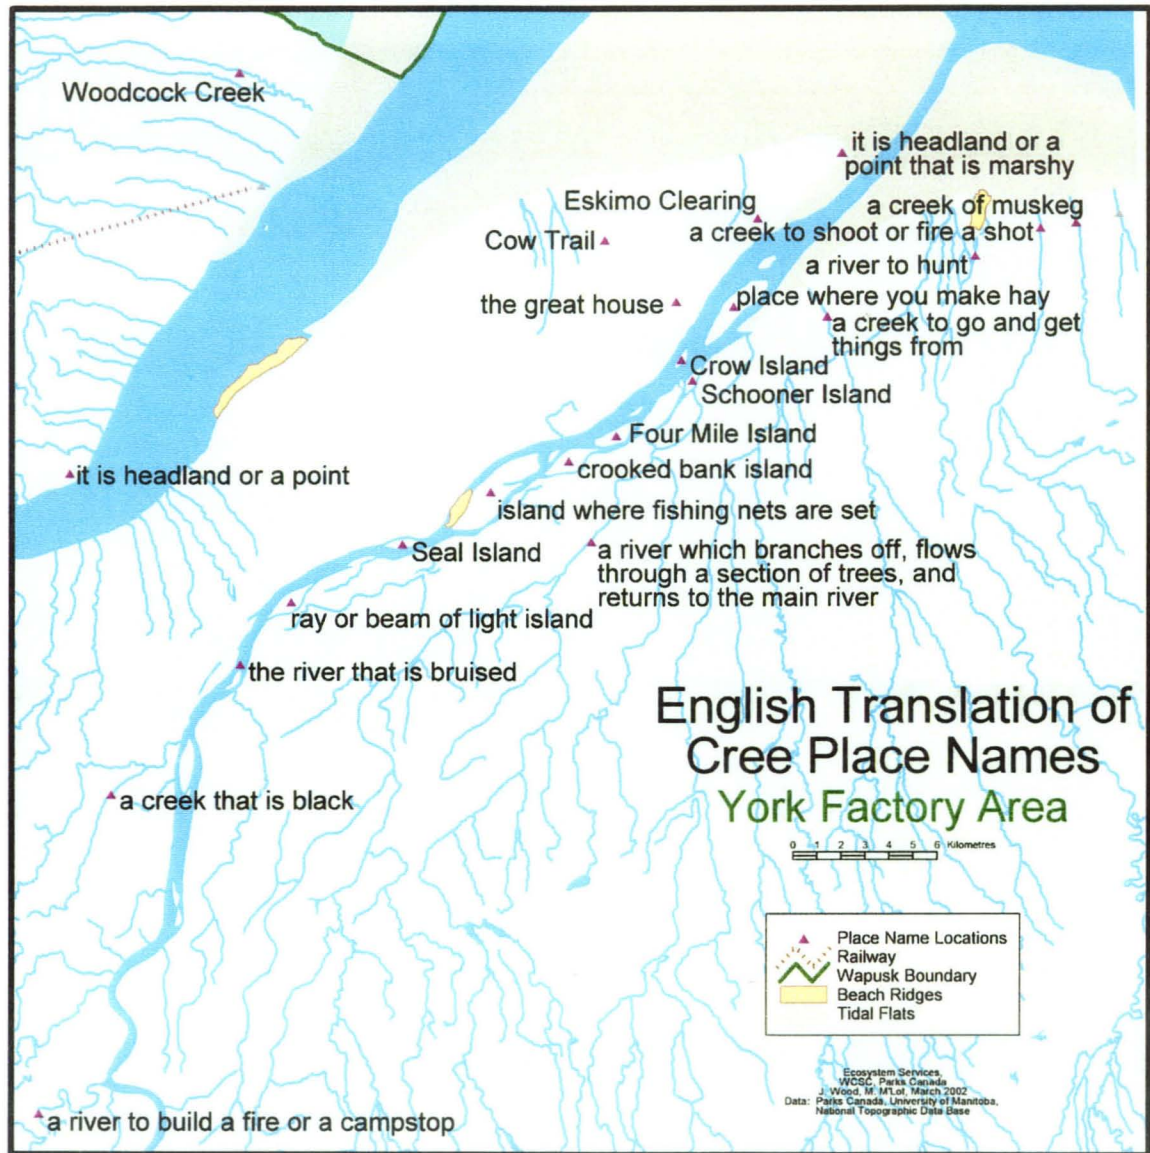 Woodcock Creek
it is headland or a
point that is marshy
Eskimo Clearing
a creek of muskeg
a creek to shoot or fire a shot
Cow Trail
a river to hunt
the great house
place where you make hay
a creek to go and get
things from
Crow Island
Schooner Island
Four Mile Island
crooked bank island
it is headland or a point
island where fishing nets are set
Seal Island
a river which branches off, flows
through a section of trees, and
returns to the main river
ray or beam of light island
the river that is bruised
English Translation of
Cree Place Names
York Factory Area
a creek that is black
0 1 2 3 4 5 6 Kilometres
Place Name Locations
Railway
Wapusk Boundary
Beach Ridges
Tidal Flats
Ecosystem Services,
WCSC, Parks Canada
J. Wood, M. M'Lot, March 2002
Data: Parks Canada, University of Manitoba,
National Topographic Data Base
a river to build a fire or a campstop